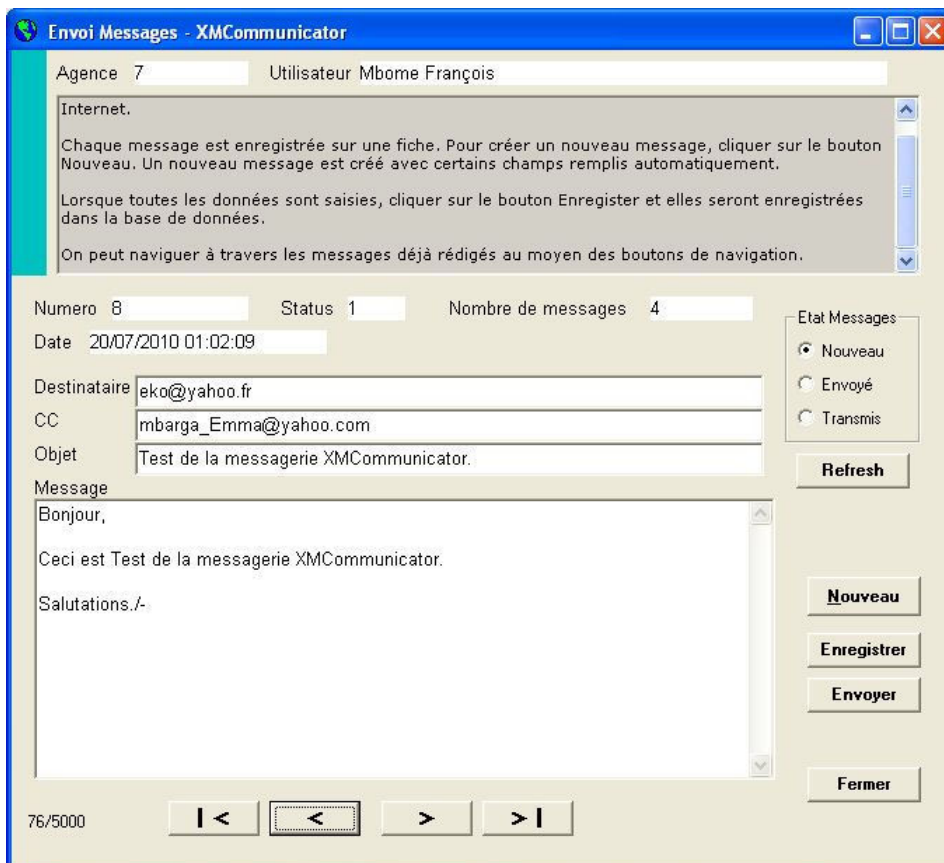 Envoi Messages - XMCommunicator
Agence 7 Utilisateur Mbome François
Internet.
Chaque message est enregistrée sur une fiche. Pour créer un nouveau message, cliquer sur le bouton
Nouveau. Un nouveau message est créé avec certains champs remplis automatiquement.
Lorsque toutes les données sont saisies, cliquer sur le bouton Enregister et elles seront enregistrées
dans la base de données.
On peut naviguer à travers les messages déjà rédigés au moyen des boutons de navigation.
Numero 8 Status 1 Nombre de messages 4
Date 20/07/2010 01:02:09
Etat Messages
Nouveau
Envoyé
Transmis
Destinataire eko@yahoo.fr
CC mbarga_Emma@yahoo.com
Objet Test de la messagerie XMCommunicator.
Refresh
Message
Bonjour,
Ceci est Test de la messagerie XMCommunicator.
Salutations./-
Nouveau
Enregistrer
Envoyer
Fermer
76/5000 |< < > >|